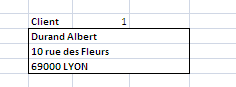 Client 1
Durand Albert
10 rue des Fleurs
69000 LYON